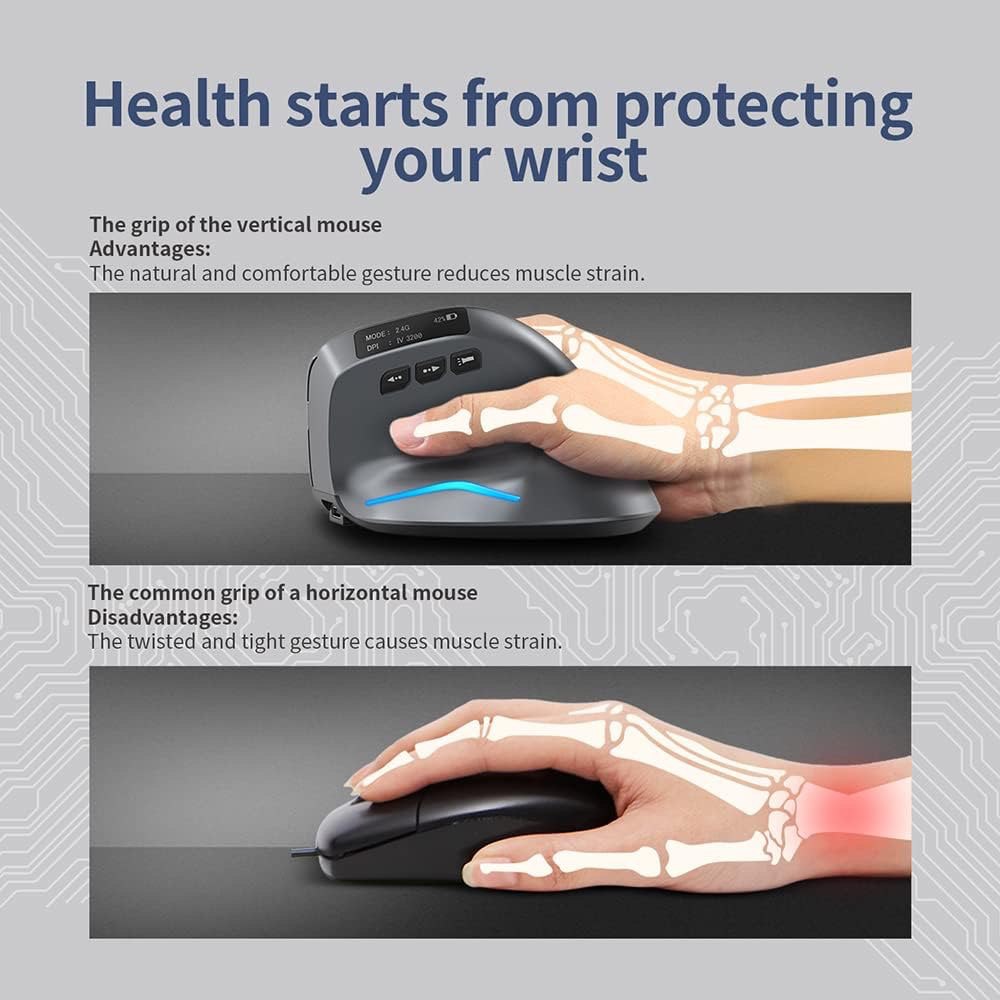 Health starts from protecting
your wrist
The grip of the vertical mouse
Advantages:
The natural and comfortable gesture reduces muscle strain.
MODE : 2.4G 42%
DPI : IV 3200
The common grip of a horizontal mouse
Disadvantages:
The twisted and tight gesture causes muscle strain.